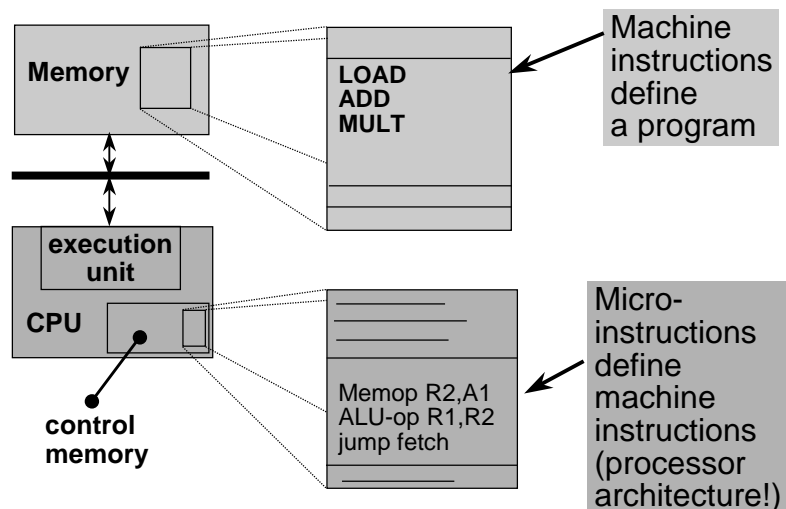 Memory
LOAD
ADD
MULT
Machine
instructions
define
a program
execution
unit
CPU
control
memory
Memop R2,A1
ALU-op R1,R2
jump fetch
Micro-
instructions
define
machine
instructions
(processor
architecture!)